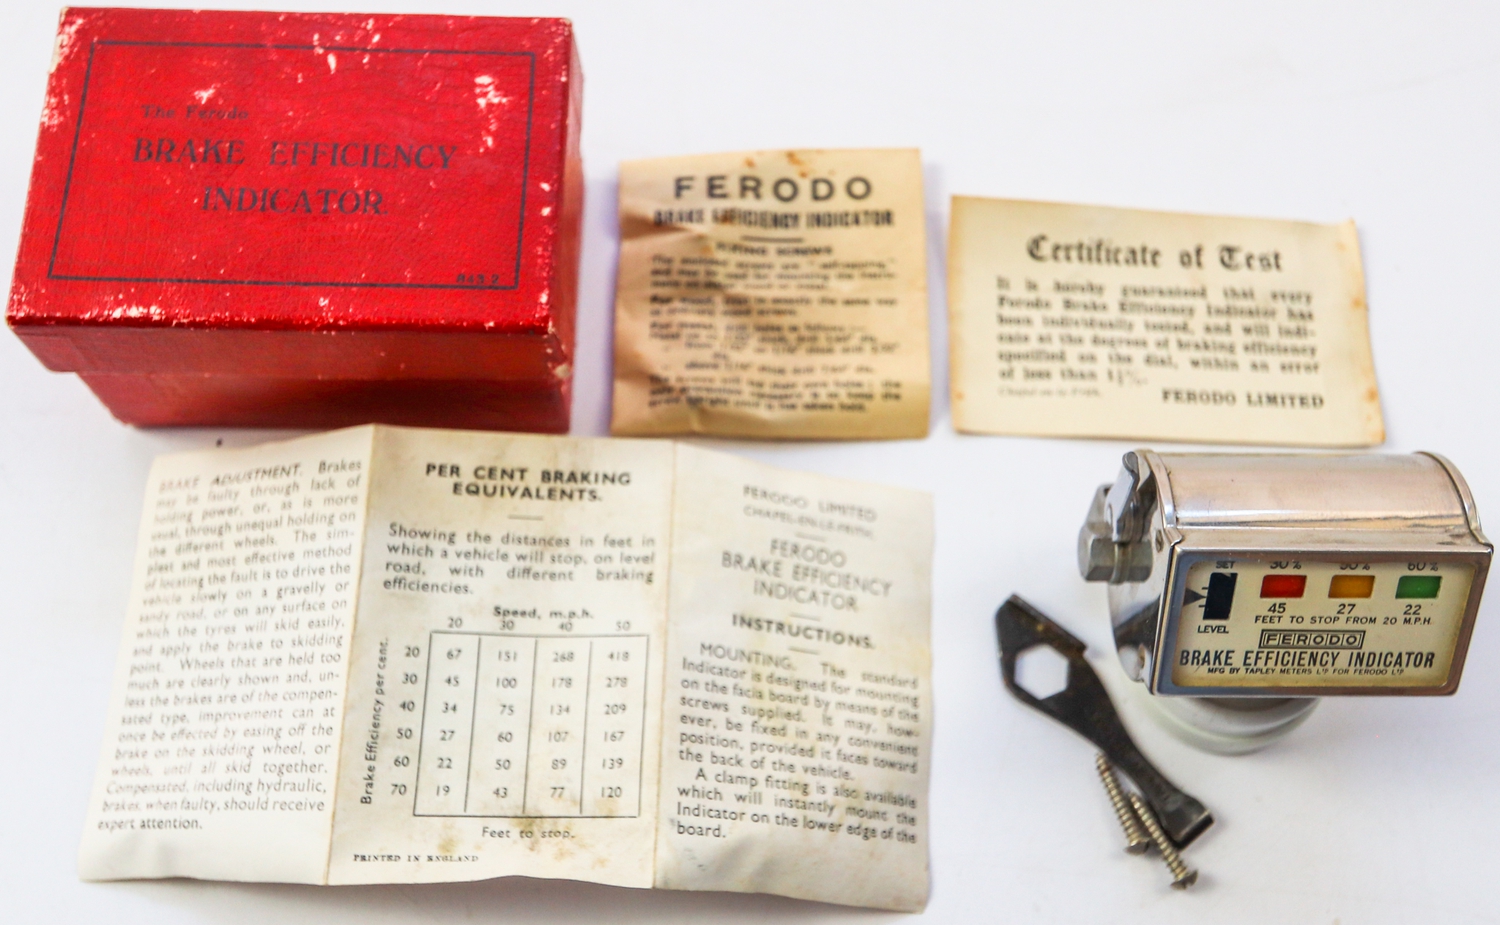 The Ferodo
BRAKE EFFICIENCY
INDICATOR
FERODO
BRAKE EFFICIENCY INDICATOR
FIXING SCREWS
Certificate of Test
It is hereby guaranteed that every
Ferodo Brake Efficiency Indicator has
been individually tested, and will indi-
cate at the degrees of braking efficiency
specified on the dial, within an error
of less than 1½%.
FERODO LIMITED
BRAKE ADJUSTMENT. Brakes
may be faulty through lack of
holding power, or, as is more
usual, through unequal holding on
the different wheels. The sim-
plest and most effective method
of locating the fault is to drive the
vehicle slowly on a gravelly or
sandy road, or on any surface on
which the tyres will skid easily,
and apply the brake to skidding
point. Wheels that are held too
much are clearly shown and, un-
less the brakes are of the compen-
sated type, improvement can at
once be effected by easing off the
brake on the skidding wheel, or
wheels, until all skid together.
Compensated, including hydraulic,
brakes, when faulty, should receive
expert attention.
PER CENT BRAKING
EQUIVALENTS.
Showing the distances in feet in
which a vehicle will stop, on level
road, with different braking
efficiencies.
Speed, m.p.h.
20 30 40 50
Brake Efficiency per cent.
20 67 151 268 418
30 45 100 178 278
40 34 75 134 209
50 27 60 107 167
60 22 50 89 139
70 19 43 77 120
Feet to stop.
PRINTED IN ENGLAND
FERODO LIMITED
CHAPEL-EN-LE-FRITH.
FERODO
BRAKE EFFICIENCY
INDICATOR
INSTRUCTIONS.
MOUNTING. The standard
Indicator is designed for mounting
on the facia board by means of the
screws supplied. It may, how-
ever, be fixed in any convenient
position, provided it faces toward
the back of the vehicle.
A clamp fitting is also available
which will instantly mount the
Indicator on the lower edge of the
board.
SET 30% 50% 60%
LEVEL
45 27 22
FEET TO STOP FROM 20 M.P.H.
FERODO
BRAKE EFFICIENCY INDICATOR
MFG BY TAPLEY METERS LTD FOR FERODO LTD